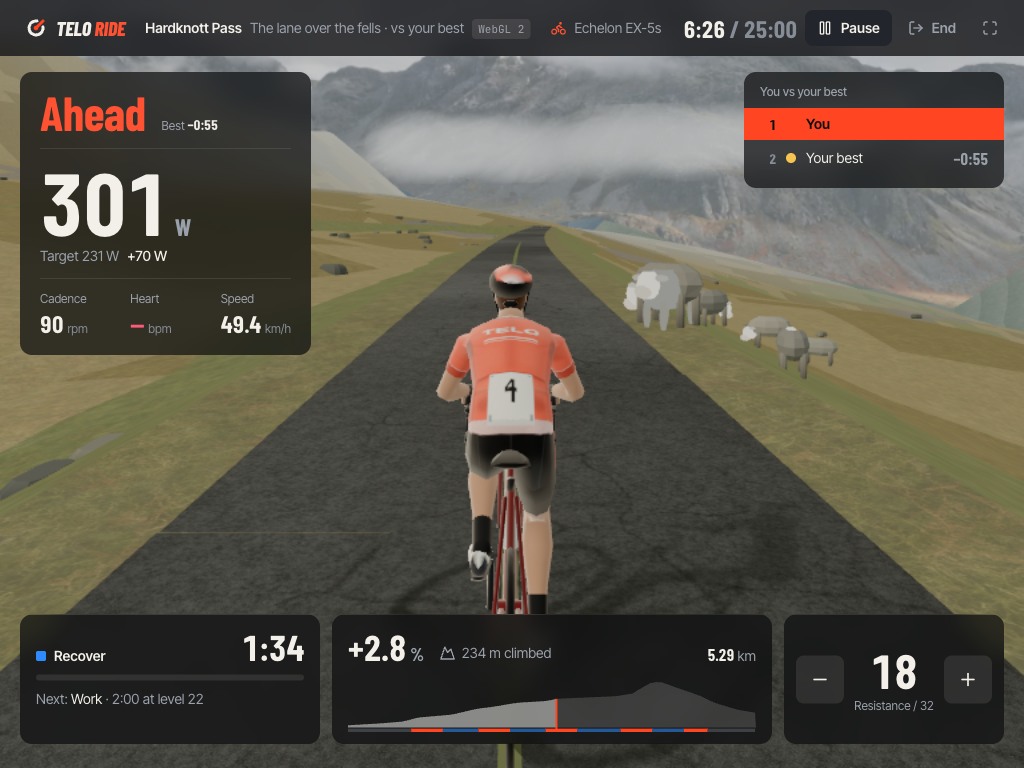 TELO RIDE
Hardknott Pass The lane over the fells · vs your best WebGL 2
Echelon EX-5s
6:26 / 25:00
Pause
End
Ahead Best −0:55
301 W
Target 231 W +70 W
Cadence Heart Speed
90 rpm — bpm 49.4 km/h
You vs your best
1 You
2 Your best −0:55
TELO
4
Recover 1:34
Next: Work · 2:00 at level 22
+2.8 % 234 m climbed 5.29 km
− 18 +
Resistance / 32